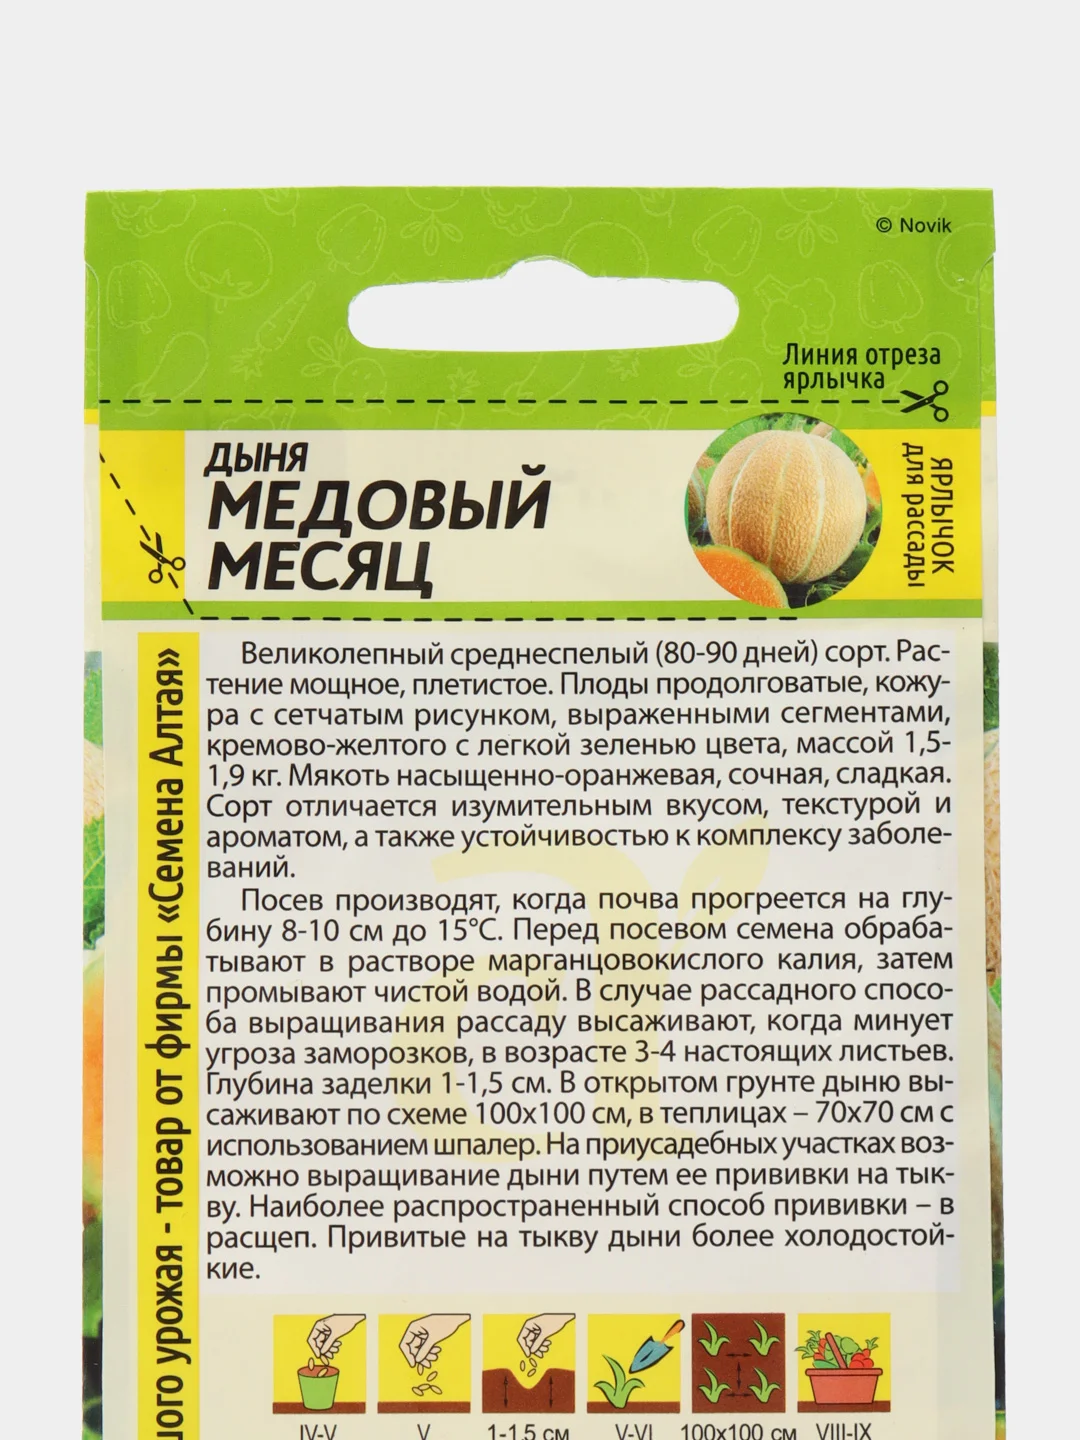 © Novik
Линия отреза
ярлычка
ДЫНЯ
МЕДОВЫЙ
МЕСЯЦ
ЯРЛЫЧОК
для рассады
Великолепный среднеспелый (80-90 дней) сорт. Рас-
тение мощное, плетистое. Плоды продолговатые, кожу-
ра с сетчатым рисунком, выраженными сегментами,
кремово-желтого с легкой зеленью цвета, массой 1,5-
1,9 кг. Мякоть насыщенно-оранжевая, сочная, сладкая.
Сорт отличается изумительным вкусом, текстурой и
ароматом, а также устойчивостью к комплексу заболе-
ваний.
Посев производят, когда почва прогреется на глу-
бину 8-10 см до 15°С. Перед посевом семена обраба-
тывают в растворе марганцовокислого калия, затем
промывают чистой водой. В случае рассадного спосо-
ба выращивания рассаду высаживают, когда минует
угроза заморозков, в возрасте 3-4 настоящих листьев.
Глубина заделки 1-1,5 см. В открытом грунте дыню вы-
саживают по схеме 100х100 см, в теплицах – 70х70 см с
использованием шпалер. На приусадебных участках воз-
можно выращивание дыни путем ее прививки на тык-
ву. Наиболее распространенный способ прививки – в
расщеп. Привитые на тыкву дыни более холодостой-
кие.
урожая - товар от фирмы «Семена Алтая»
IV-V
V
1-1,5 см
V-VI
100х100 см
VIII-IX